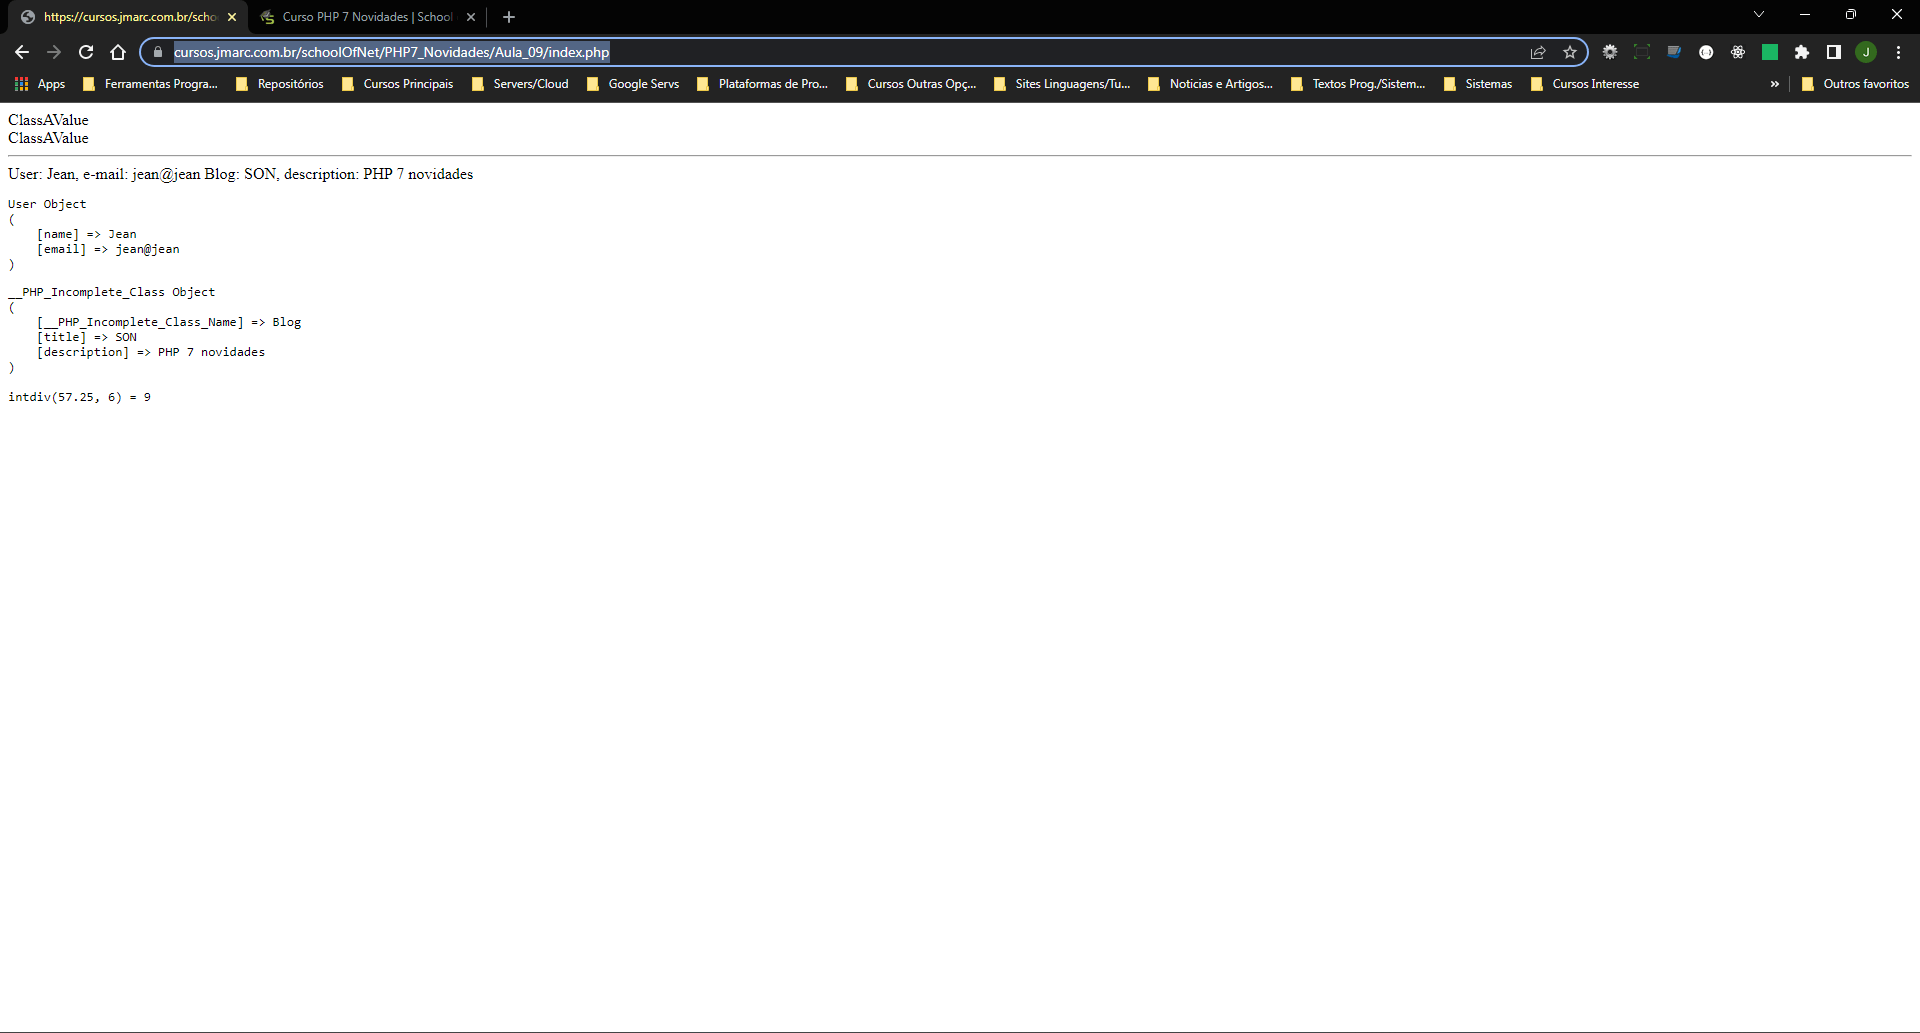 https://cursos.jmarc.com.br/scho
Curso PHP 7 Novidades | School
cursos.jmarc.com.br/schoolOfNet/PHP7_Novidades/Aula_09/index.php
J
Apps
Ferramentas Progra...
Repositórios
Cursos Principais
Servers/Cloud
Google Servs
Plataformas de Pro...
Cursos Outras Opç...
Sites Linguagens/Tu...
Noticias e Artigos...
Textos Prog./Sistem...
Sistemas
Cursos Interesse
»
Outros favoritos
ClassAValue
ClassAValue
User: Jean, e-mail: jean@jean Blog: SON, description: PHP 7 novidades
User Object
(
    [name] => Jean
    [email] => jean@jean
)
__PHP_Incomplete_Class Object
(
    [__PHP_Incomplete_Class_Name] => Blog
    [title] => SON
    [description] => PHP 7 novidades
)
intdiv(57.25, 6) = 9